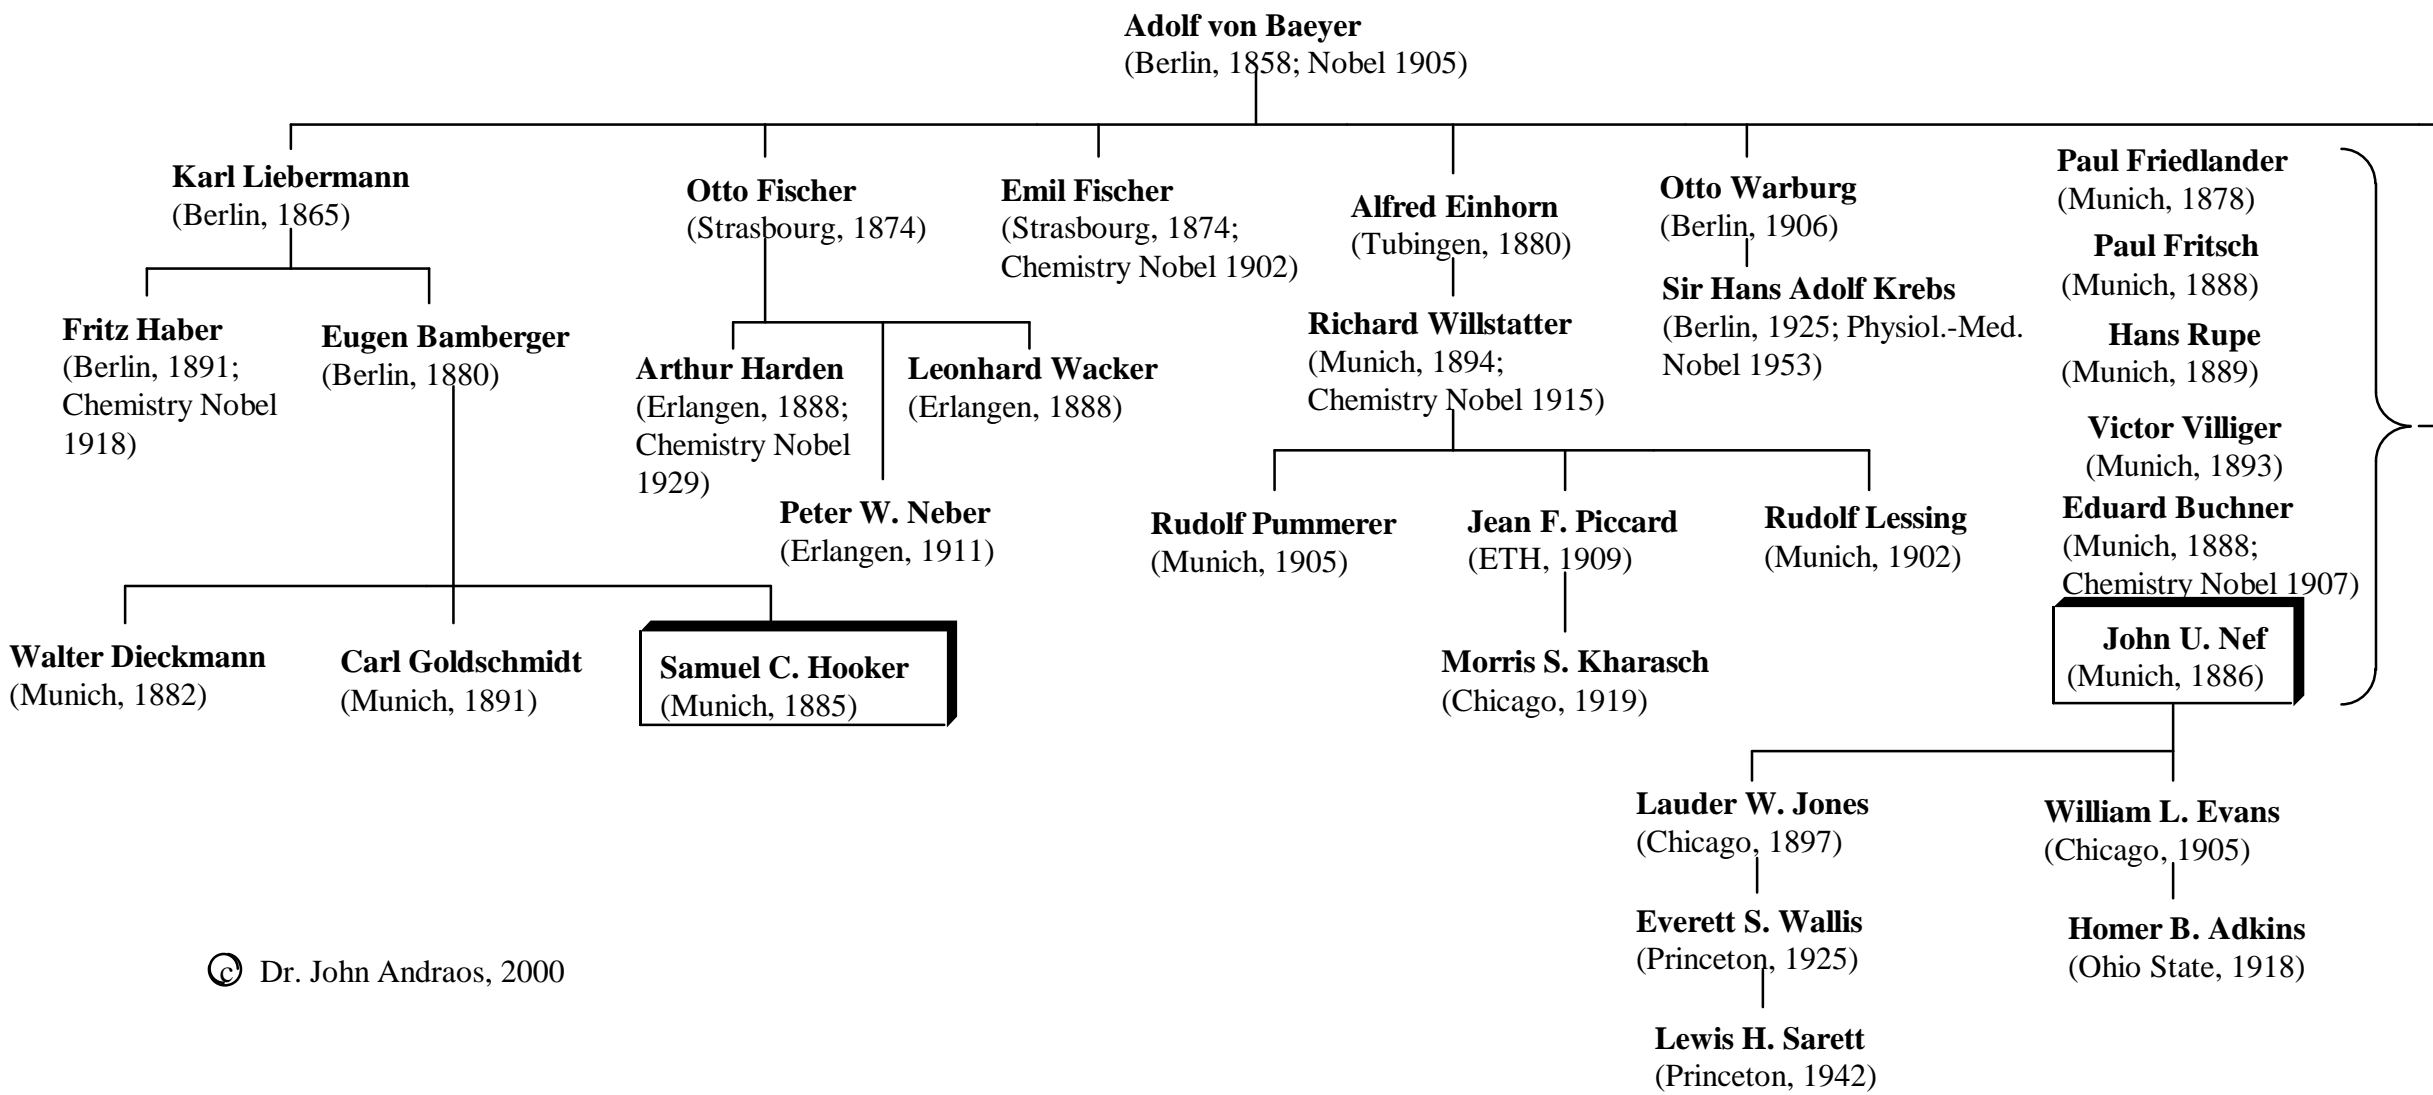 Adolf von Baeyer
(Berlin, 1858; Nobel 1905)
Karl Liebermann
(Berlin, 1865)
Otto Fischer
(Strasbourg, 1874)
Emil Fischer
(Strasbourg, 1874;
Chemistry Nobel 1902)
Alfred Einhorn
(Tubingen, 1880)
Otto Warburg
(Berlin, 1906)
Paul Friedlander
(Munich, 1878)
Paul Fritsch
(Munich, 1888)
Hans Rupe
(Munich, 1889)
Victor Villiger
(Munich, 1893)
Eduard Buchner
(Munich, 1888;
Chemistry Nobel 1907)
John U. Nef
(Munich, 1886)
Fritz Haber
(Berlin, 1891;
Chemistry Nobel
1918)
Eugen Bamberger
(Berlin, 1880)
Arthur Harden
(Erlangen, 1888;
Chemistry Nobel
1929)
Leonhard Wacker
(Erlangen, 1888)
Peter W. Neber
(Erlangen, 1911)
Richard Willstatter
(Munich, 1894;
Chemistry Nobel 1915)
Sir Hans Adolf Krebs
(Berlin, 1925; Physiol.-Med.
Nobel 1953)
Rudolf Pummerer
(Munich, 1905)
Jean F. Piccard
(ETH, 1909)
Rudolf Lessing
(Munich, 1902)
Walter Dieckmann
(Munich, 1882)
Carl Goldschmidt
(Munich, 1891)
Samuel C. Hooker
(Munich, 1885)
Morris S. Kharasch
(Chicago, 1919)
Lauder W. Jones
(Chicago, 1897)
William L. Evans
(Chicago, 1905)
Everett S. Wallis
(Princeton, 1925)
Homer B. Adkins
(Ohio State, 1918)
Lewis H. Sarett
(Princeton, 1942)
© Dr. John Andraos, 2000